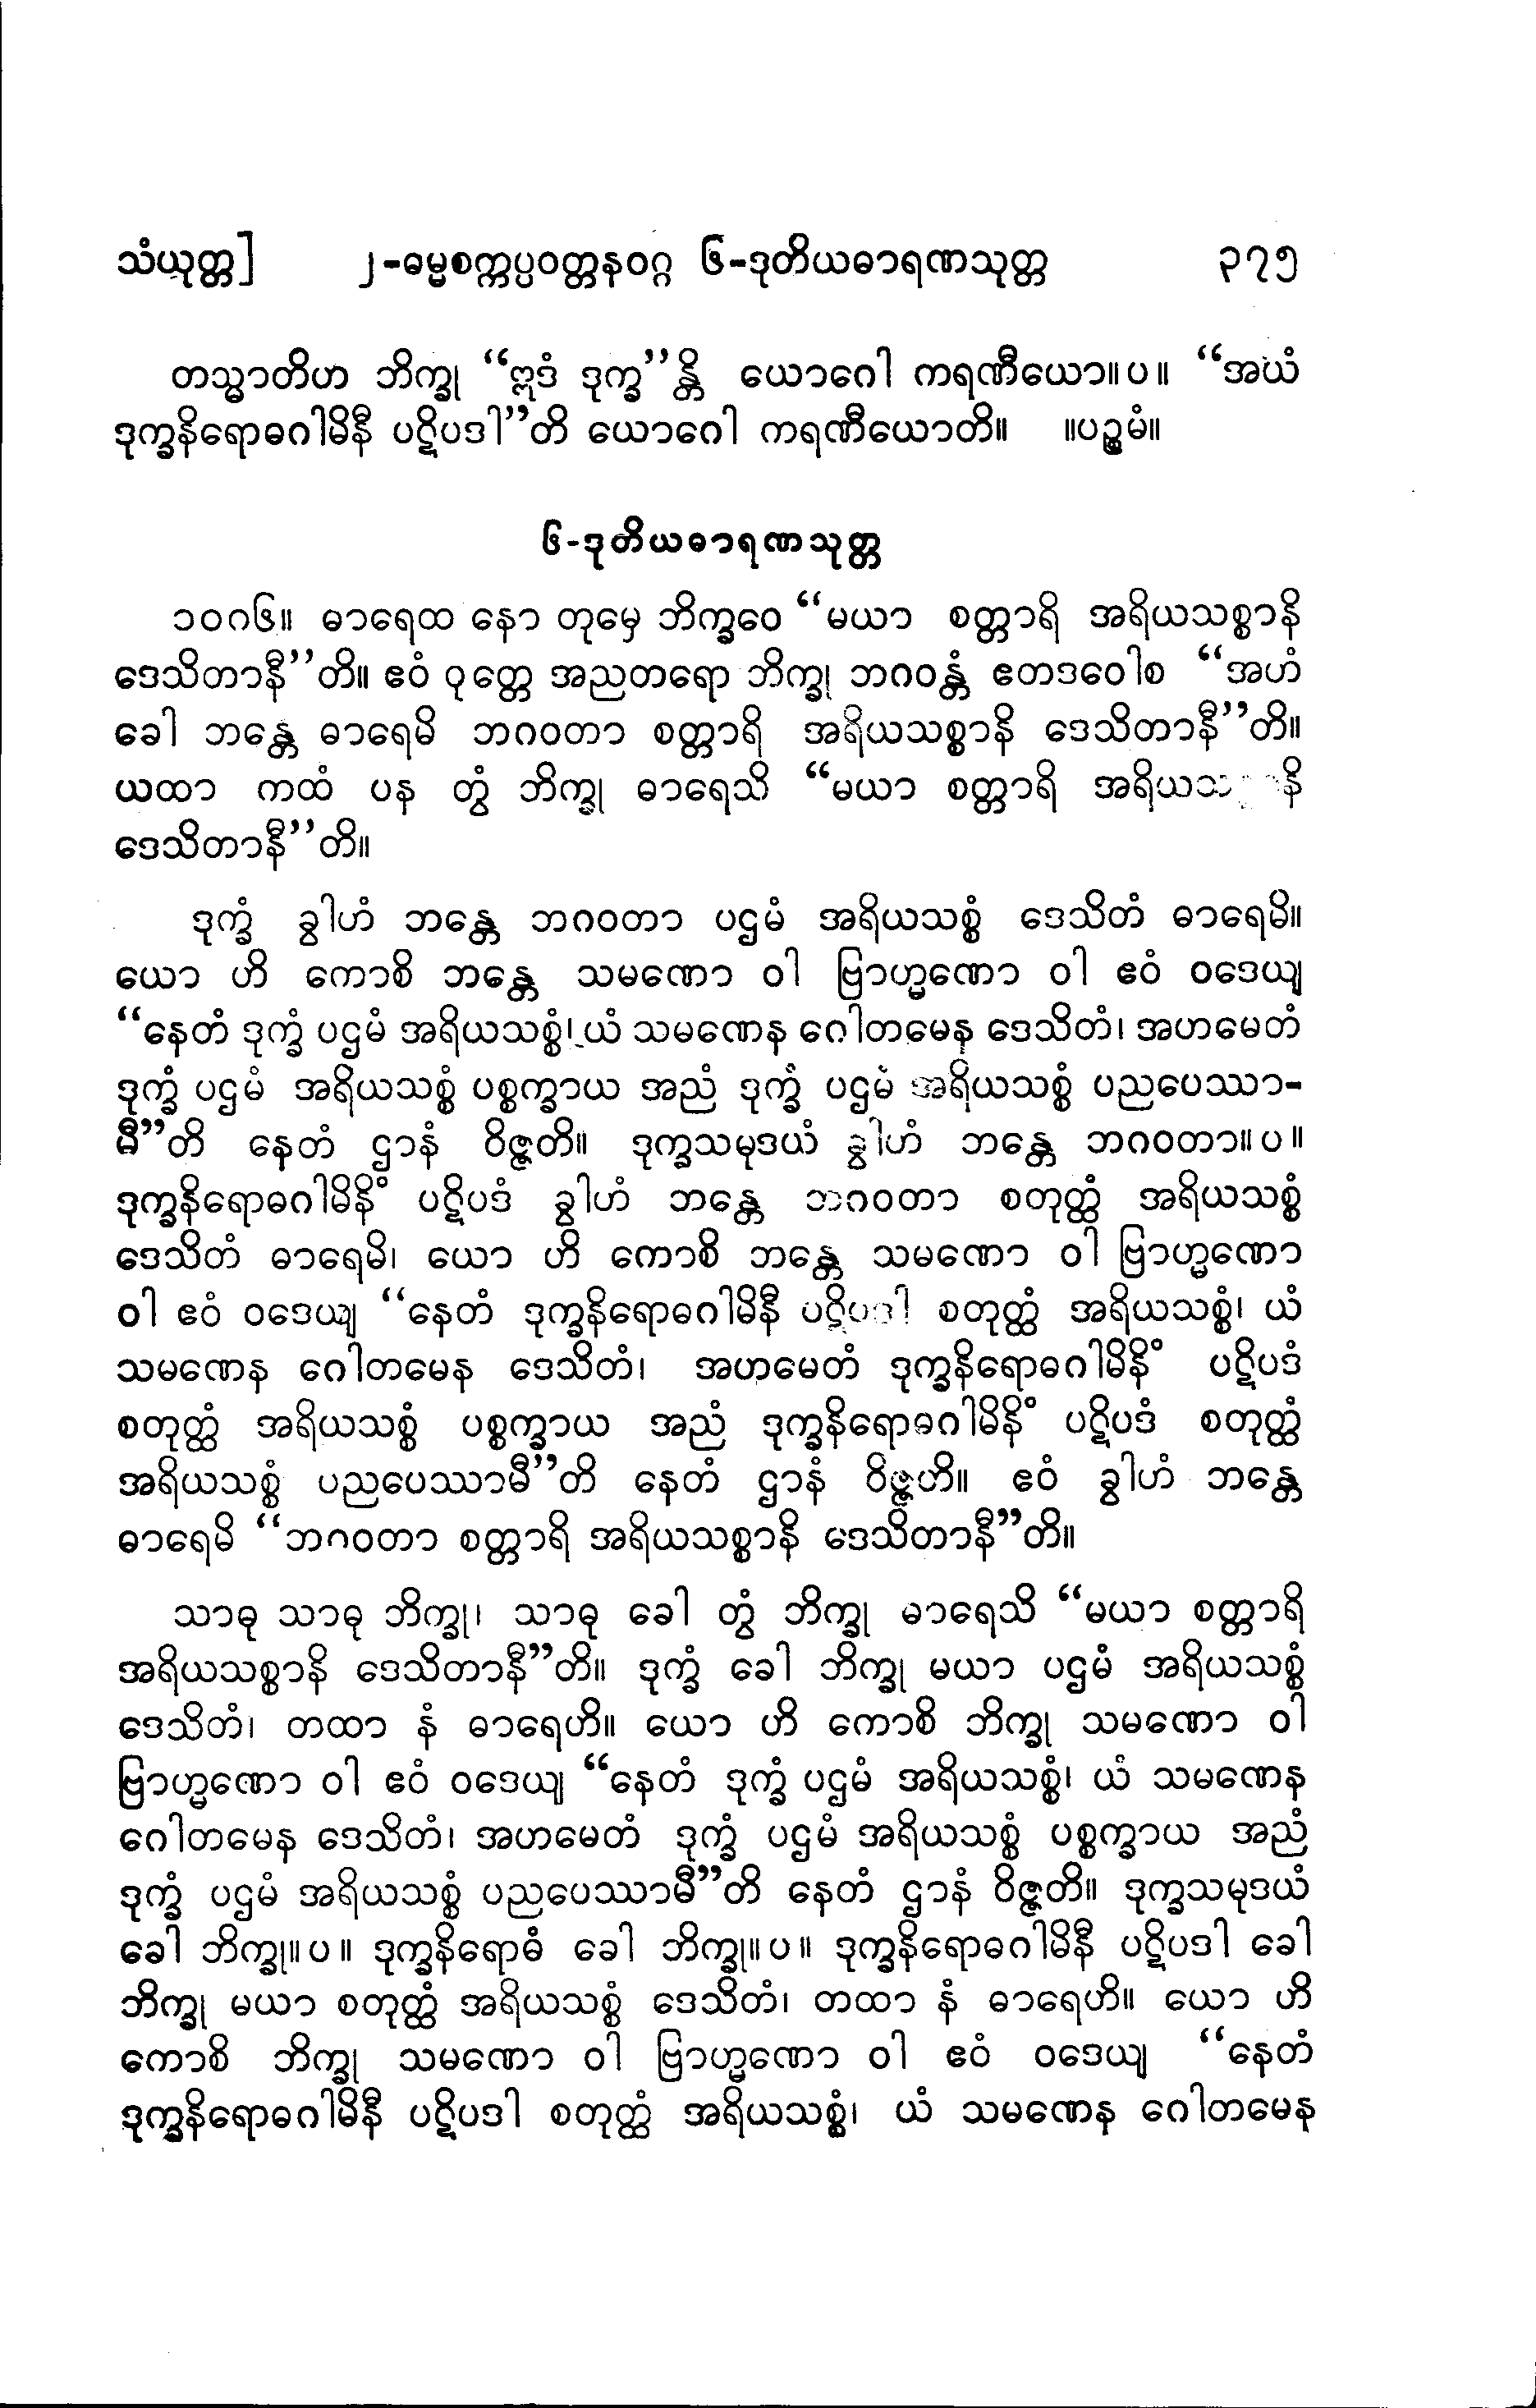 သံယုတ္တ] ၂-ဓမ္မစက္ကပ္ပဝတ္တနဝဂ္ဂ ၆-ဒုတိယဓာရဏသုတ္တ ၃၇၅
တသ္မာတိဟ ဘိက္ခု “ဣဒံ ဒုက္ခ”န္တိ ယောဂေါ ကရဏီယော။ပ။ “အယံ
ဒုက္ခနိရောဓဂါမိနီ ပဋိပဒါ”တိ ယောဂေါ ကရဏီယောတိ။ ။ပဉ္စမံ။
၆-ဒုတိယဓာရဏသုတ္တ
၁၀၈၆။ ဓာရေထ နော တုမှေ ဘိက္ခဝေ “မယာ စတ္တာရိ အရိယသစ္စာနိ
ဒေသိတာနီ”တိ။ ဧဝံ ဝုတ္တေ အညတရော ဘိက္ခု ဘဂဝန္တံ ဧတဒဝေါစ “အဟံ
ခေါ ဘန္တေ ဓာရေမိ ဘဂဝတာ စတ္တာရိ အရိယသစ္စာနိ ဒေသိတာနီ”တိ။
ယထာ ကထံ ပန တွံ ဘိက္ခု ဓာရေသိ “မယာ စတ္တာရိ
ဒေသိတာနီ”တိ။
ဒုက္ခံ ခွါဟံ ဘန္တေ ဘဂဝတာ ပဌမံ အရိယသစ္စံ ဒေသိတံ ဓာရေမိ။
ယော ဟိ ကောစိ ဘန္တေ သမဏော ဝါ ဗြာဟ္မဏော ဝါ ဧဝံ ဝဒေယျ
“နေတံ ဒုက္ခံ ပဌမံ အရိယသစ္စံ၊ ယံ သမဏေန ဂေါတမေန ဒေသိတံ၊ အဟမေတံ
ဒုက္ခံ ပဌမံ အရိယသစ္စံ ပစ္စက္ခာယ အညံ ဒုက္ခံ ပဌမံ အရိယသစ္စံ ပညပေဿာ-
မီ”တိ နေတံ ဌာနံ ဝိဇ္ဇတိ။ ဒုက္ခသမုဒယံ ခွါဟံ ဘန္တေ ဘဂဝတာ။ပ။
ဒုက္ခနိရောဓဂါမိနိံ ပဋိပဒံ ခွါဟံ ဘန္တေ ဘဂဝတာ စတုတ္ထံ အရိယသစ္စံ
ဒေသိတံ ဓာရေမိ၊ ယော ဟိ ကောစိ ဘန္တေ သမဏော ဝါ ဗြာဟ္မဏော
ဝါ ဧဝံ ဝဒေယျ “နေတံ ဒုက္ခနိရောဓဂါမိနီ ပဋိပဒါ စတုတ္ထံ အရိယသစ္စံ၊ ယံ
သမဏေန ဂေါတမေန ဒေသိတံ၊ အဟမေတံ ဒုက္ခနိရောဓဂါမိနိံ ပဋိပဒံ
စတုတ္ထံ အရိယသစ္စံ ပစ္စက္ခာယ အညံ ဒုက္ခနိရောဓဂါမိနိံ ပဋိပဒံ စတုတ္ထံ
အရိယသစ္စံ ပညပေဿာမီ”တိ နေတံ ဌာနံ ဝိဇ္ဇဟိ။ ဧဝံ ခွါဟံ ဘန္တေ
ဓာရေမိ “ဘဂဝတာ စတ္တာရိ အရိယသစ္စာနိ ဒေသိတာနီ”တိ။
သာဓု သာဓု ဘိက္ခု၊ သာဓု ခေါ တွံ ဘိက္ခု ဓာရေသိ “မယာ စတ္တာရိ
အရိယသစ္စာနိ ဒေသိတာနီ”တိ။ ဒုက္ခံ ခေါ ဘိက္ခု မယာ ပဌမံ အရိယသစ္စံ
ဒေသိတံ၊ တထာ နံ ဓာရေဟိ။ ယော ဟိ ကောစိ ဘိက္ခု သမဏော ဝါ
ဗြာဟ္မဏော ဝါ ဧဝံ ဝဒေယျ “နေတံ ဒုက္ခံ ပဌမံ အရိယသစ္စံ၊ ယံ သမဏေန
ဂေါတမေန ဒေသိတံ၊ အဟမေတံ ဒုက္ခံ ပဌမံ အရိယသစ္စံ ပစ္စက္ခာယ အညံ
ဒုက္ခံ ပဌမံ အရိယသစ္စံ ပညပေဿာမီ”တိ နေတံ ဌာနံ ဝိဇ္ဇတိ။ ဒုက္ခသမုဒယံ
ခေါ ဘိက္ခု။ပ။ ဒုက္ခနိရောဓံ ခေါ ဘိက္ခု။ပ။ ဒုက္ခနိရောဓဂါမိနီ ပဋိပဒါ ခေါ
ဘိက္ခု မယာ စတုတ္ထံ အရိယသစ္စံ ဒေသိတံ၊ တထာ နံ ဓာရေဟိ။ ယော ဟိ
ကောစိ ဘိက္ခု သမဏော ဝါ ဗြာဟ္မဏော ဝါ ဧဝံ ဝဒေယျ “နေတံ
ဒုက္ခနိရောဓဂါမိနီ ပဋိပဒါ စတုတ္ထံ အရိယသစ္စံ၊ ယံ သမဏေန ဂေါတမေန